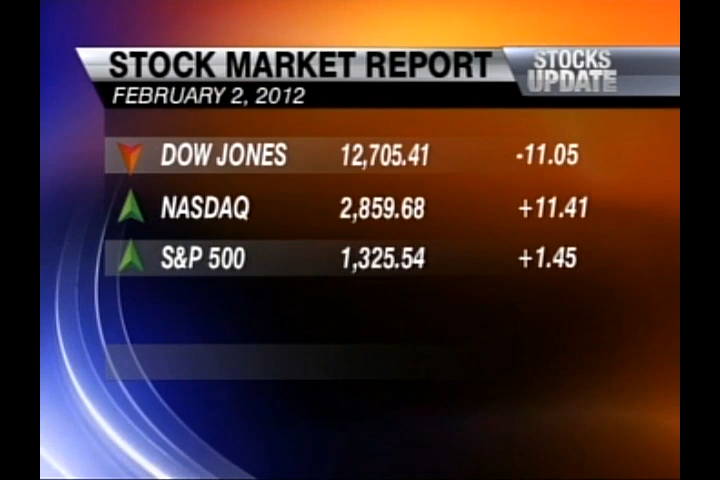 STOCK MARKET REPORT
STOCKS UPDATE
FEBRUARY 2, 2012
DOW JONES 12,705.41 -11.05
NASDAQ 2,859.68 +11.41
S&P 500 1,325.54 +1.45